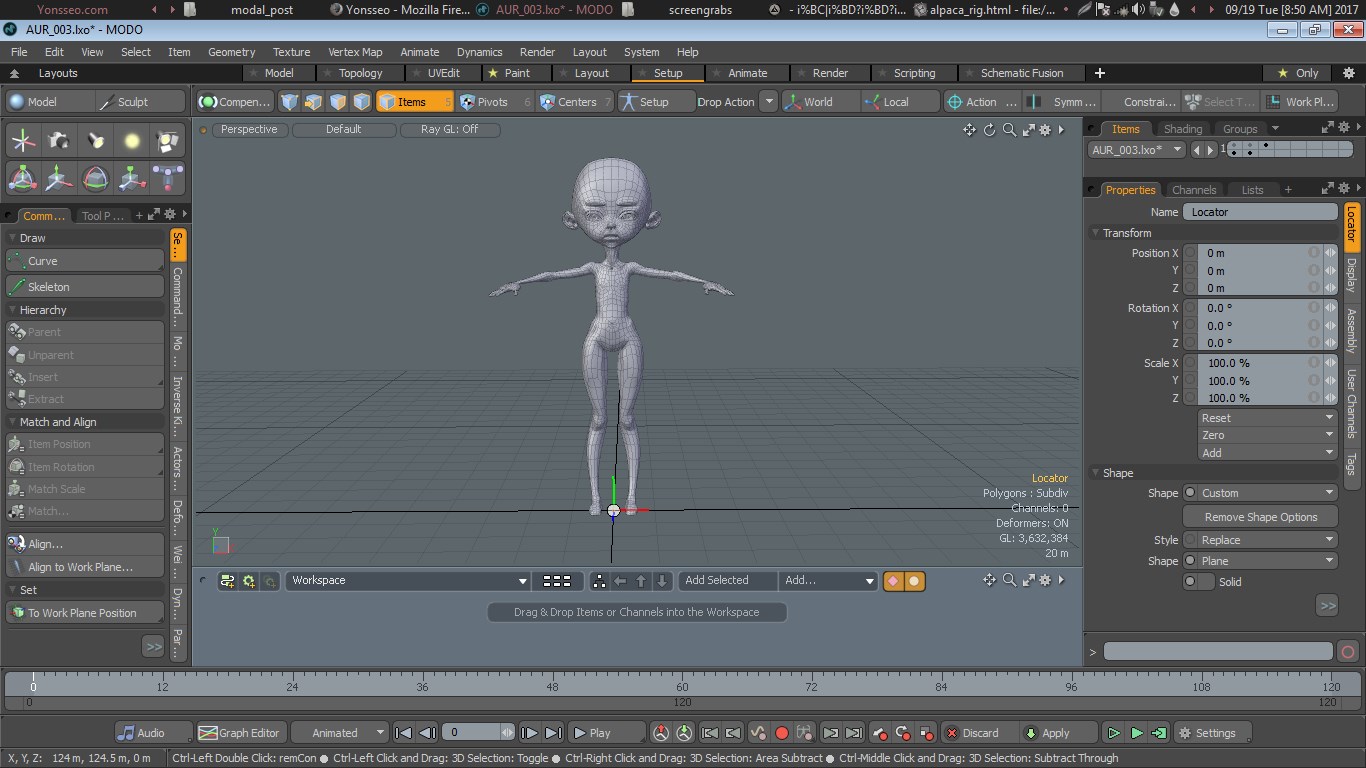 Yonsseo.com modal_post Yonsseo - Mozilla Fire... AUR_003.lxo* - MODO screengrabs - i%BC|i%BD?i%BD?i... alpaca_rig.html - file:/... 09/19 Tue [8:50 AM] 2017
AUR_003.lxo* - MODO
File Edit View Select Item Geometry Texture Vertex Map Animate Dynamics Render Layout System Help
Layouts Model Topology UVEdit Paint Layout Setup Animate Render Scripting Schematic Fusion + Only
Model Sculpt Compen... Items 5 Pivots 6 Centers 7 Setup Drop Action World Local Action ... Symm ... Constrai... Select T... Work Pl...
Perspective Default Ray GL: Off
Items Shading Groups
AUR_003.lxo* 1
Properties Channels Lists +
Comm... Tool P... +
Draw
Curve
Skeleton
Hierarchy
Parent
Unparent
Insert
Extract
Match and Align
Item Position
Item Rotation
Match Scale
Match...
Align...
Align to Work Plane...
Set
To Work Plane Position
>>
Se ...
Command...
Mo ...
Inverse Ki...
Actors ...
Defo...
Wei ...
Dyn...
Par...
Name Locator
Transform
Position X 0 m
Y 0 m
Z 0 m
Rotation X 0.0 °
Y 0.0 °
Z 0.0 °
Scale X 100.0 %
Y 100.0 %
Z 100.0 %
Reset
Zero
Add
Shape
Shape Custom
Remove Shape Options
Style Replace
Shape Plane
Solid
>>
Locator
Display
Assembly
User Channels
Tags
Locator
Polygons : Subdiv
Channels: 0
Deformers: ON
GL: 3,632,384
20 m
Y
Workspace Add Selected Add...
Drag & Drop Items or Channels into the Workspace
>
0 12 24 36 48 60 72 84 96 108 120
0 120 120
Audio Graph Editor Animated 0 Play Discard Apply Settings
X, Y, Z: 124 m, 124.5 m, 0 m Ctrl-Left Double Click: remCon ● Ctrl-Left Click and Drag: 3D Selection: Toggle ● Ctrl-Right Click and Drag: 3D Selection: Area Subtract ● Ctrl-Middle Click and Drag: 3D Selection: Subtract Through